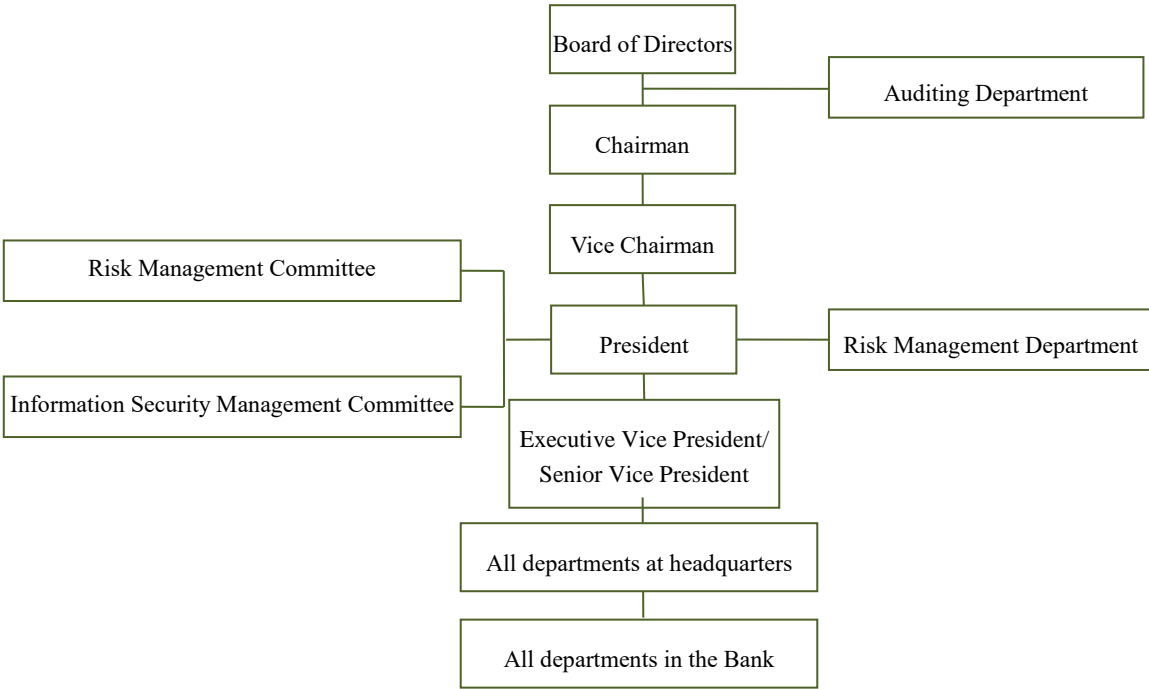 Board of Directors
Auditing Department
Chairman
Vice Chairman
Risk Management Committee
President
Risk Management Department
Information Security Management Committee
Executive Vice President/
Senior Vice President
All departments at headquarters
All departments in the Bank